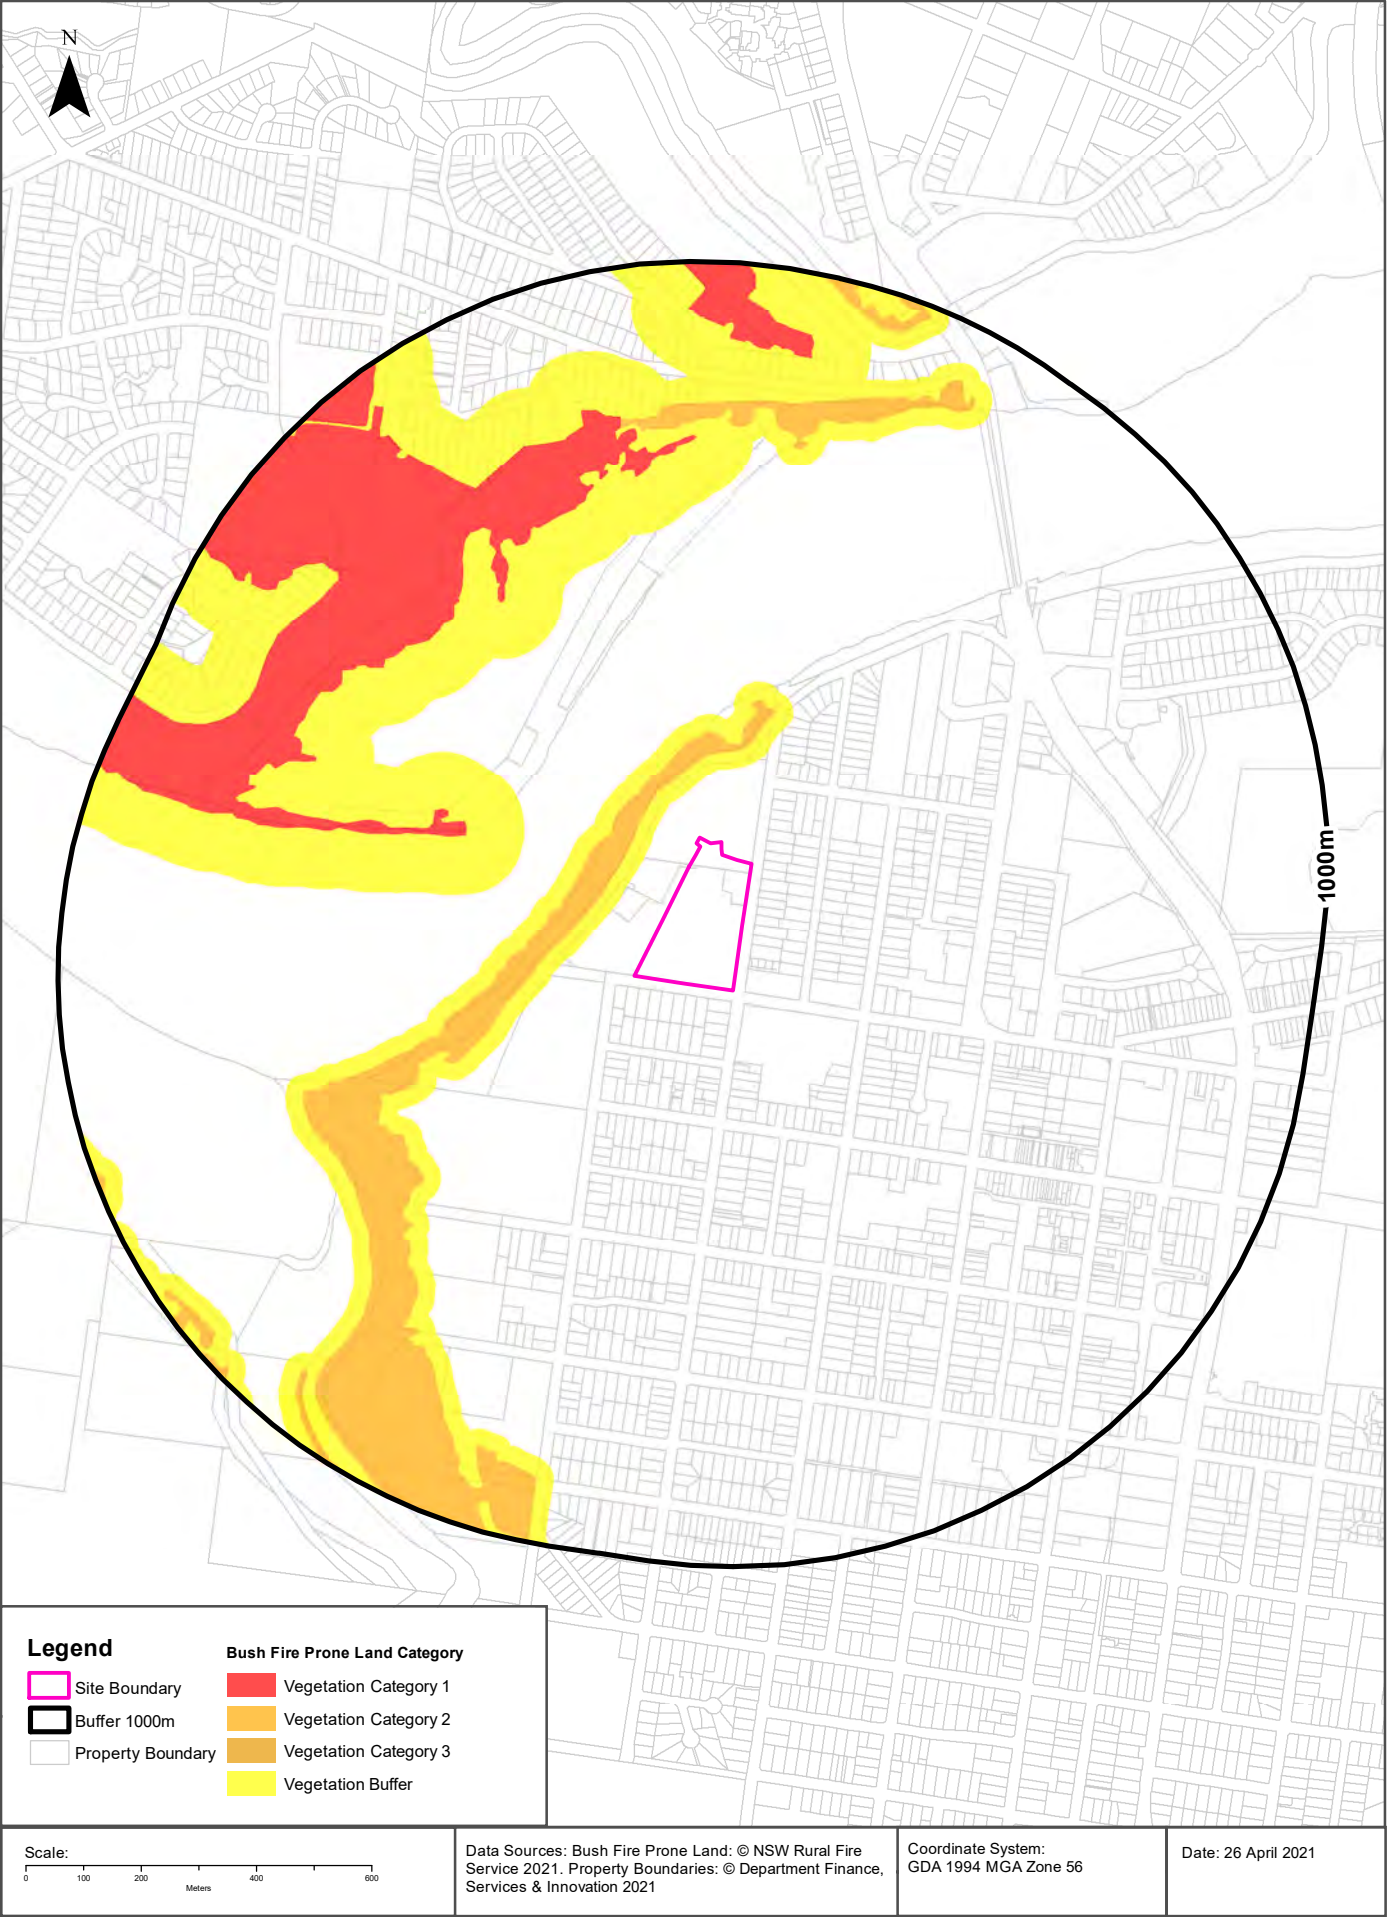 N
1000m
Legend
Site Boundary
Buffer 1000m
Property Boundary
Bush Fire Prone Land Category
Vegetation Category 1
Vegetation Category 2
Vegetation Category 3
Vegetation Buffer
Scale:
0 100 200 400 600
Meters
Data Sources: Bush Fire Prone Land: © NSW Rural Fire
Service 2021. Property Boundaries: © Department Finance,
Services & Innovation 2021
Coordinate System:
GDA 1994 MGA Zone 56
Date: 26 April 2021